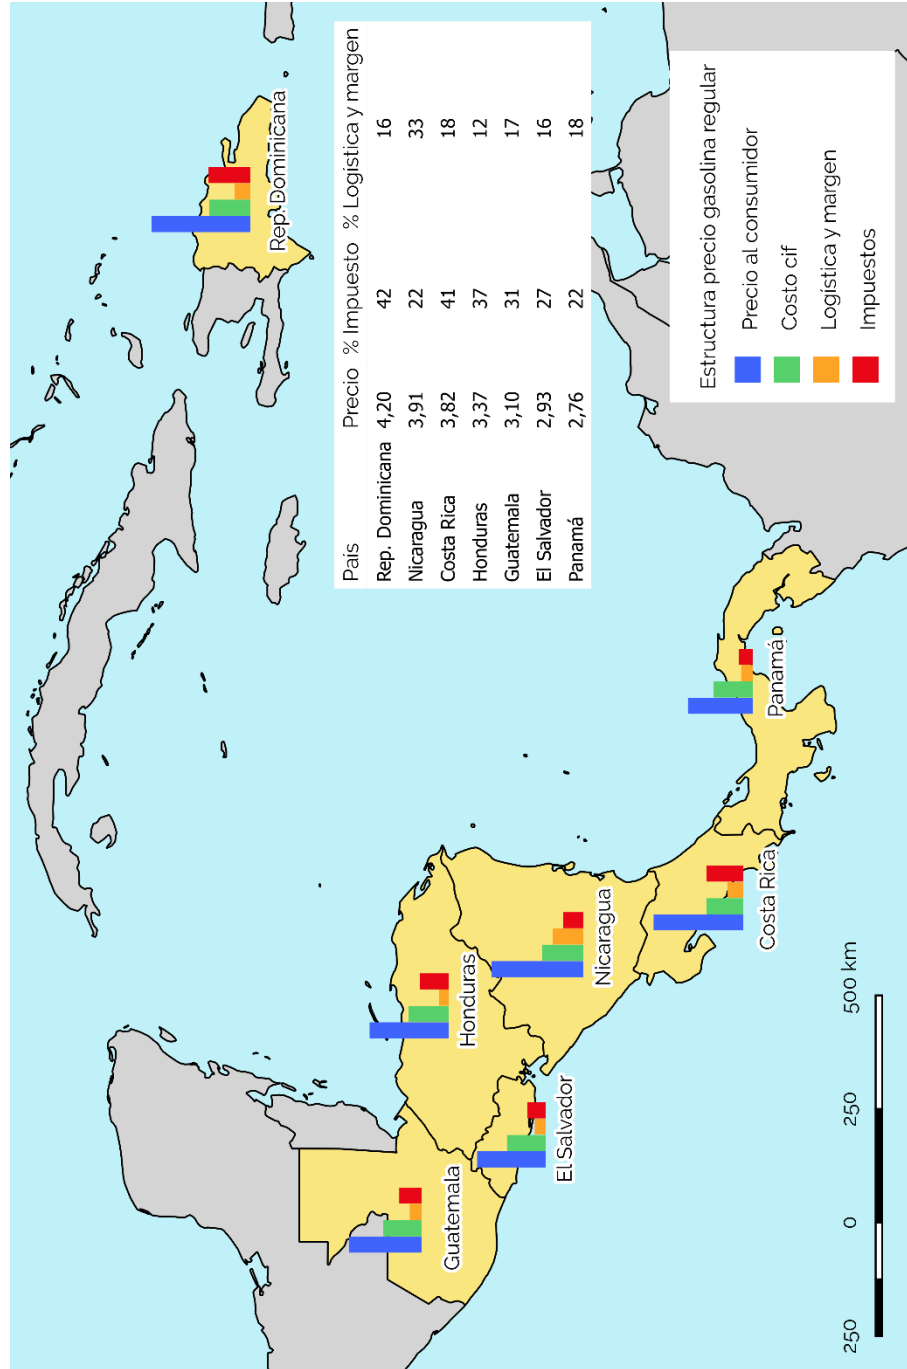 Rep. Dominicana
País Precio % Impuesto % Logística y margen
Rep. Dominicana 4,20 42 16
Nicaragua 3,91 22 33
Costa Rica 3,82 41 18
Honduras 3,37 37 12
Guatemala 3,10 31 17
El Salvador 2,93 27 16
Panamá 2,76 22 18
Guatemala
Honduras
El Salvador
Nicaragua
Costa Rica
Panamá
Estructura precio gasolina regular
Precio al consumidor
Costo cif
Logística y margen
Impuestos
250 0 250 500 km